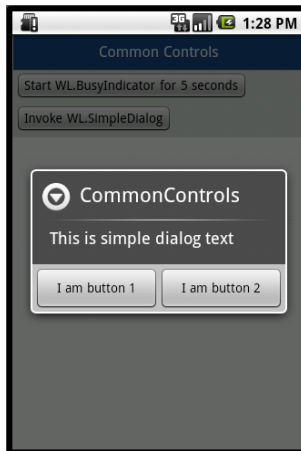 3G 1:28 PM
Common Controls
Start WL.BusyIndicator for 5 seconds
Invoke WL.SimpleDialog
CommonControls
This is simple dialog text
I am button 1 I am button 2